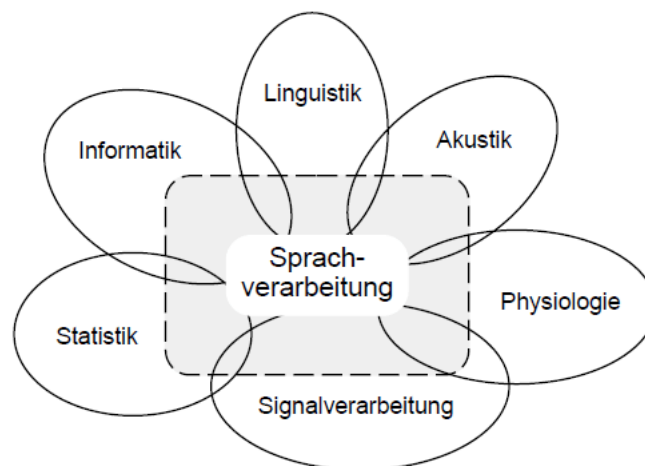 Linguistik
Informatik
Akustik
Sprach-
verarbeitung
Physiologie
Statistik
Signalverarbeitung